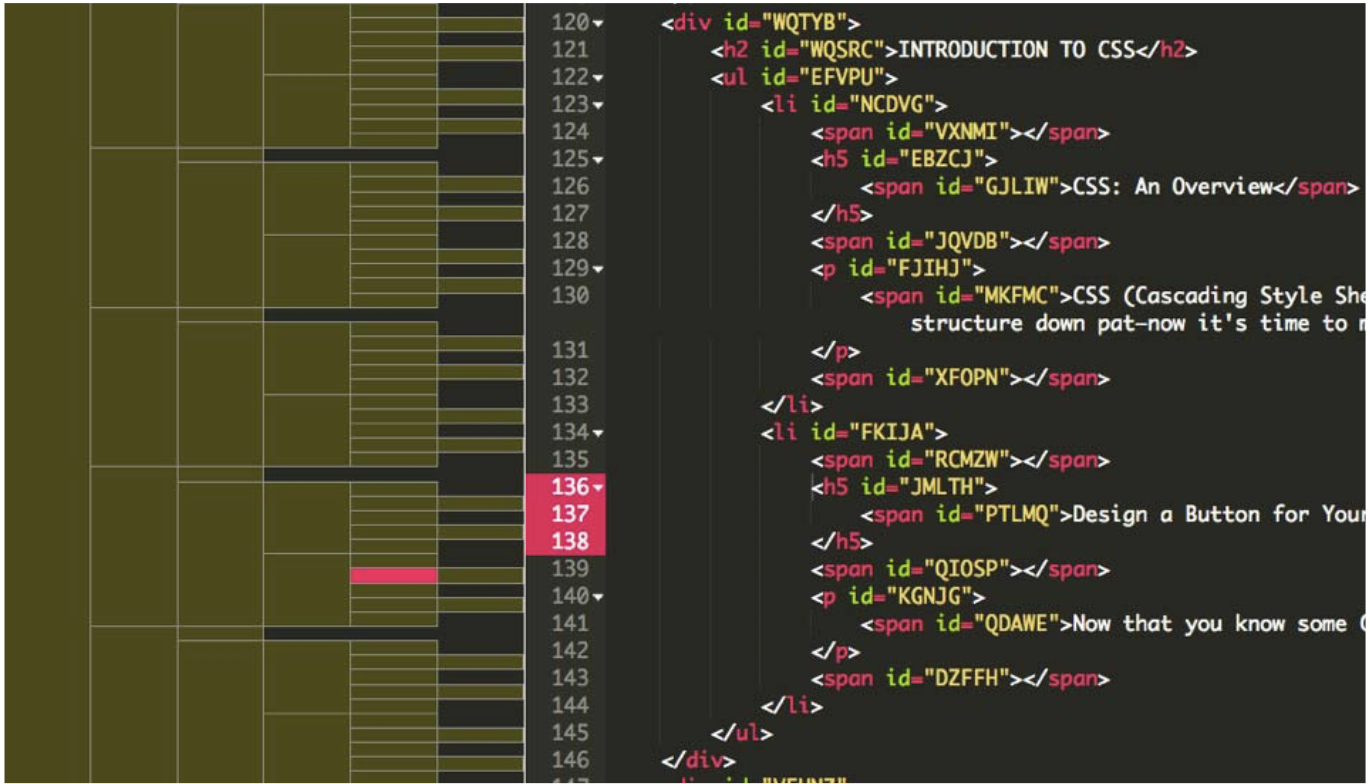 120 <div id="WQTYB">
121 <h2 id="WQSRC">INTRODUCTION TO CSS</h2>
122 <ul id="EFVPU">
123 <li id="NCDVG">
124 <span id="VXNMI"></span>
125 <h5 id="EBZCJ">
126 <span id="GJLIW">CSS: An Overview</span>
127 </h5>
128 <span id="JQVDB"></span>
129 <p id="FJIHJ">
130 <span id="MKFMC">CSS (Cascading Style She
structure down pat—now it's time to
131 </p>
132 <span id="XFOPN"></span>
133 </li>
134 <li id="FKIJA">
135 <span id="RCMZW"></span>
136 <h5 id="JMLTH">
137 <span id="PTLMQ">Design a Button for Your
138 </h5>
139 <span id="QIOSP"></span>
140 <p id="KGNJG">
141 <span id="QDAWE">Now that you know some
142 </p>
143 <span id="DZFFH"></span>
144 </li>
145 </ul>
146 </div>